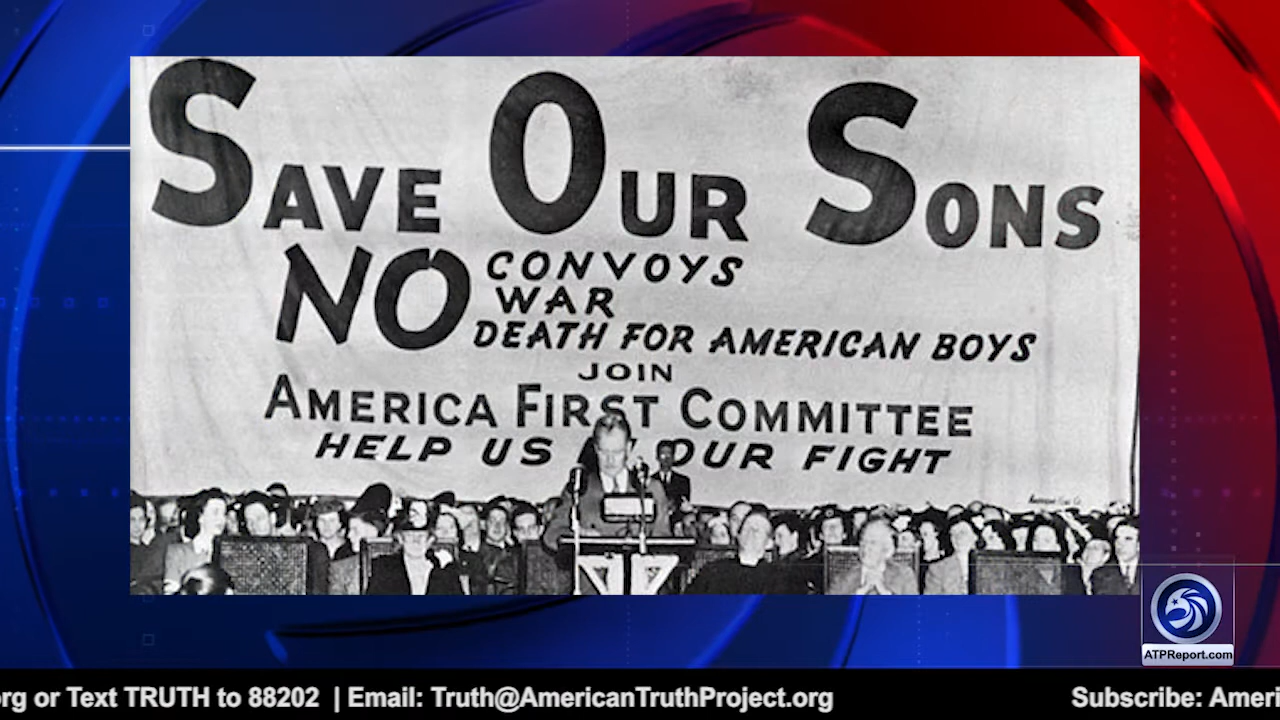 SAVE OUR SONS
NO CONVOYS
WAR
DEATH FOR AMERICAN BOYS
JOIN
AMERICA FIRST COMMITTEE
HELP US OUR FIGHT
ATPReport.com
org or Text TRUTH to 88202 | Email: Truth@AmericanTruthProject.org
Subscribe: Ameri